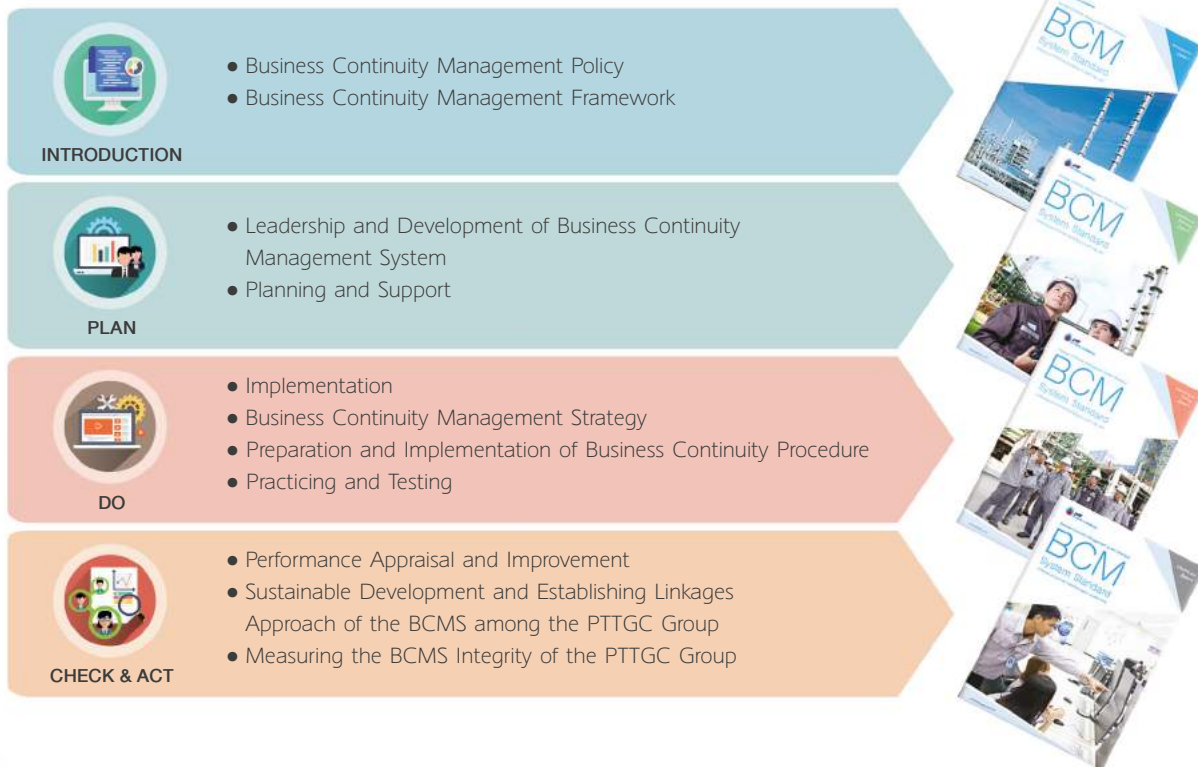 ● Business Continuity Management Policy
● Business Continuity Management Framework
INTRODUCTION
● Leadership and Development of Business Continuity
Management System
● Planning and Support
PLAN
● Implementation
● Business Continuity Management Strategy
● Preparation and Implementation of Business Continuity Procedure
● Practicing and Testing
DO
● Performance Appraisal and Improvement
● Sustainable Development and Establishing Linkages
Approach of the BCMS among the PTTGC Group
● Measuring the BCMS Integrity of the PTTGC Group
CHECK & ACT
BCM
System Standard
BCM
System Standard
BCM
System Standard
BCM
System Standard